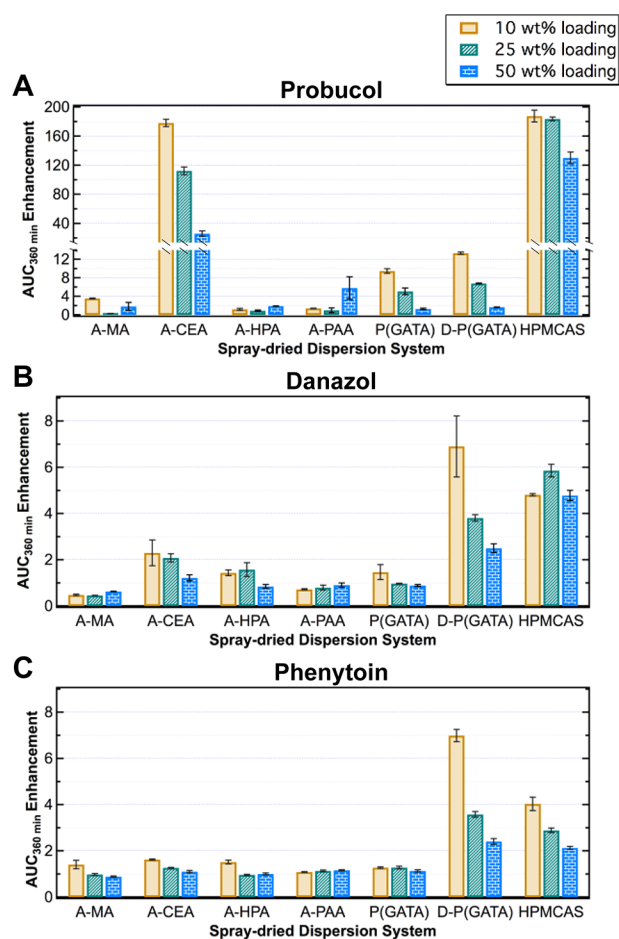 10 wt% loading
25 wt% loading
50 wt% loading
A
Probucol
200
180
160
120
80
40
12
8
4
0
AUC360 min Enhancement
A-MA A-CEA A-HPA A-PAA P(GATA) D-P(GATA) HPMCAS
Spray-dried Dispersion System
B
Danazol
8
6
4
2
0
AUC360 min Enhancement
A-MA A-CEA A-HPA A-PAA P(GATA) D-P(GATA) HPMCAS
Spray-dried Dispersion System
C
Phenytoin
8
6
4
2
0
AUC360 min Enhancement
A-MA A-CEA A-HPA A-PAA P(GATA) D-P(GATA) HPMCAS
Spray-dried Dispersion System